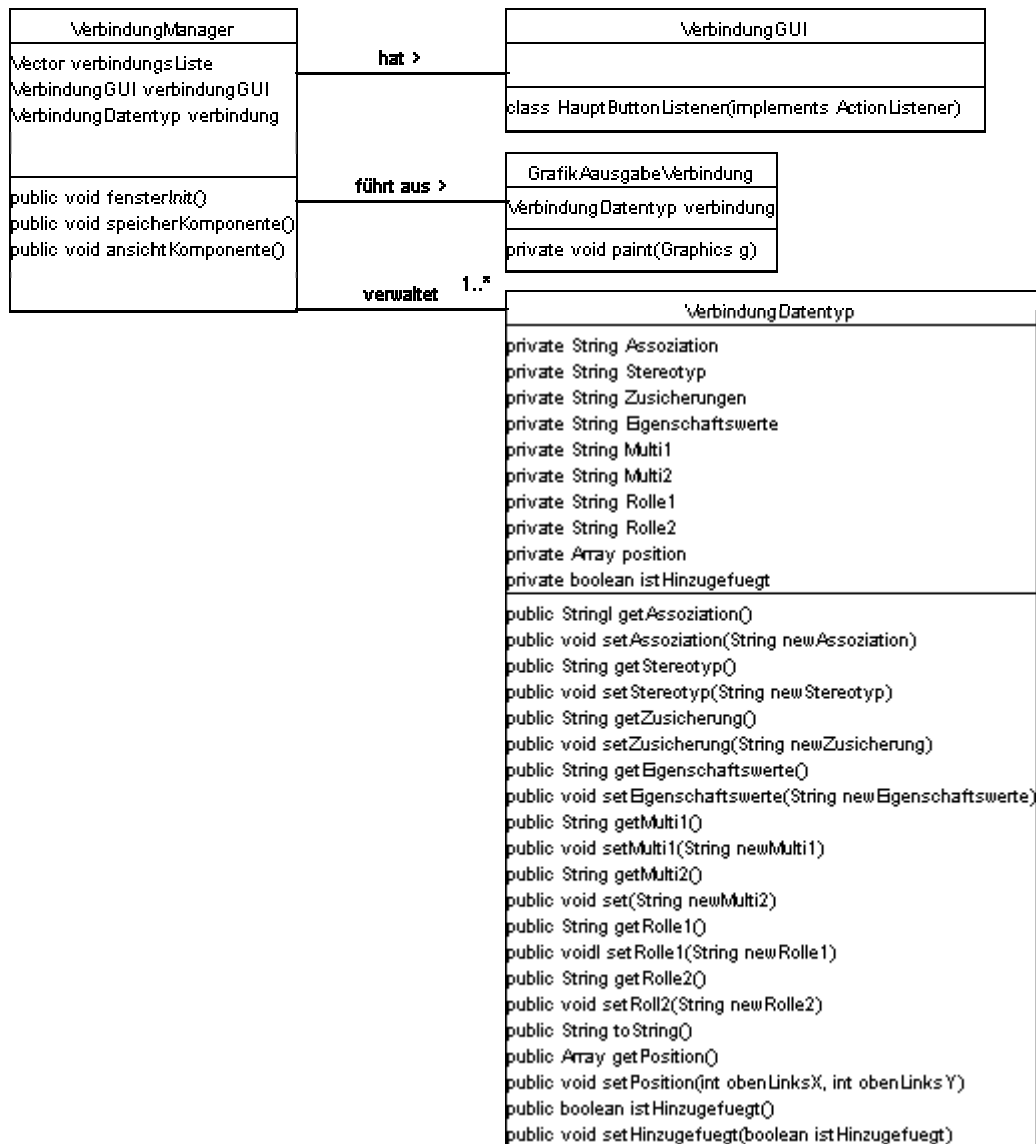 VerbindungManager
Vector verbindungsListe
VerbindungGUI verbindungGUI
VerbindungDatentyp verbindung
public void fensterInit()
public void speicherKomponente()
public void ansichtKomponente()
hat >
VerbindungGUI
class HauptButtonListener(implements ActionListener)
führt aus >
GrafikAausgabeVerbindung
VerbindungDatentyp verbindung
private void paint(Graphics g)
verwaltet 1..*
VerbindungDatentyp
private String Assoziation
private String Stereotyp
private String Zusicherungen
private String Eigenschaftswerte
private String Multi1
private String Multi2
private String Rolle1
private String Rolle2
private Array position
private boolean istHinzugefuegt
public Stringl getAssoziation()
public void setAssoziation(String newAssoziation)
public String getStereotyp()
public void setStereotyp(String newStereotyp)
public String getZusicherung()
public void setZusicherung(String newZusicherung)
public String getEigenschaftswerte()
public void setEigenschaftswerte(String newEigenschaftswerte)
public String getMulti1()
public void setMulti1(String newMulti1)
public String getMulti2()
public void set(String newMulti2)
public String getRolle1()
public voidl setRolle1(String newRolle1)
public String getRolle2()
public void setRoll2(String newRolle2)
public String toString()
public Array getPosition()
public void setPosition(int obenLinksX, int obenLinksY)
public boolean istHinzugefuegt()
public void setHinzugefuegt(boolean istHinzugefuegt)